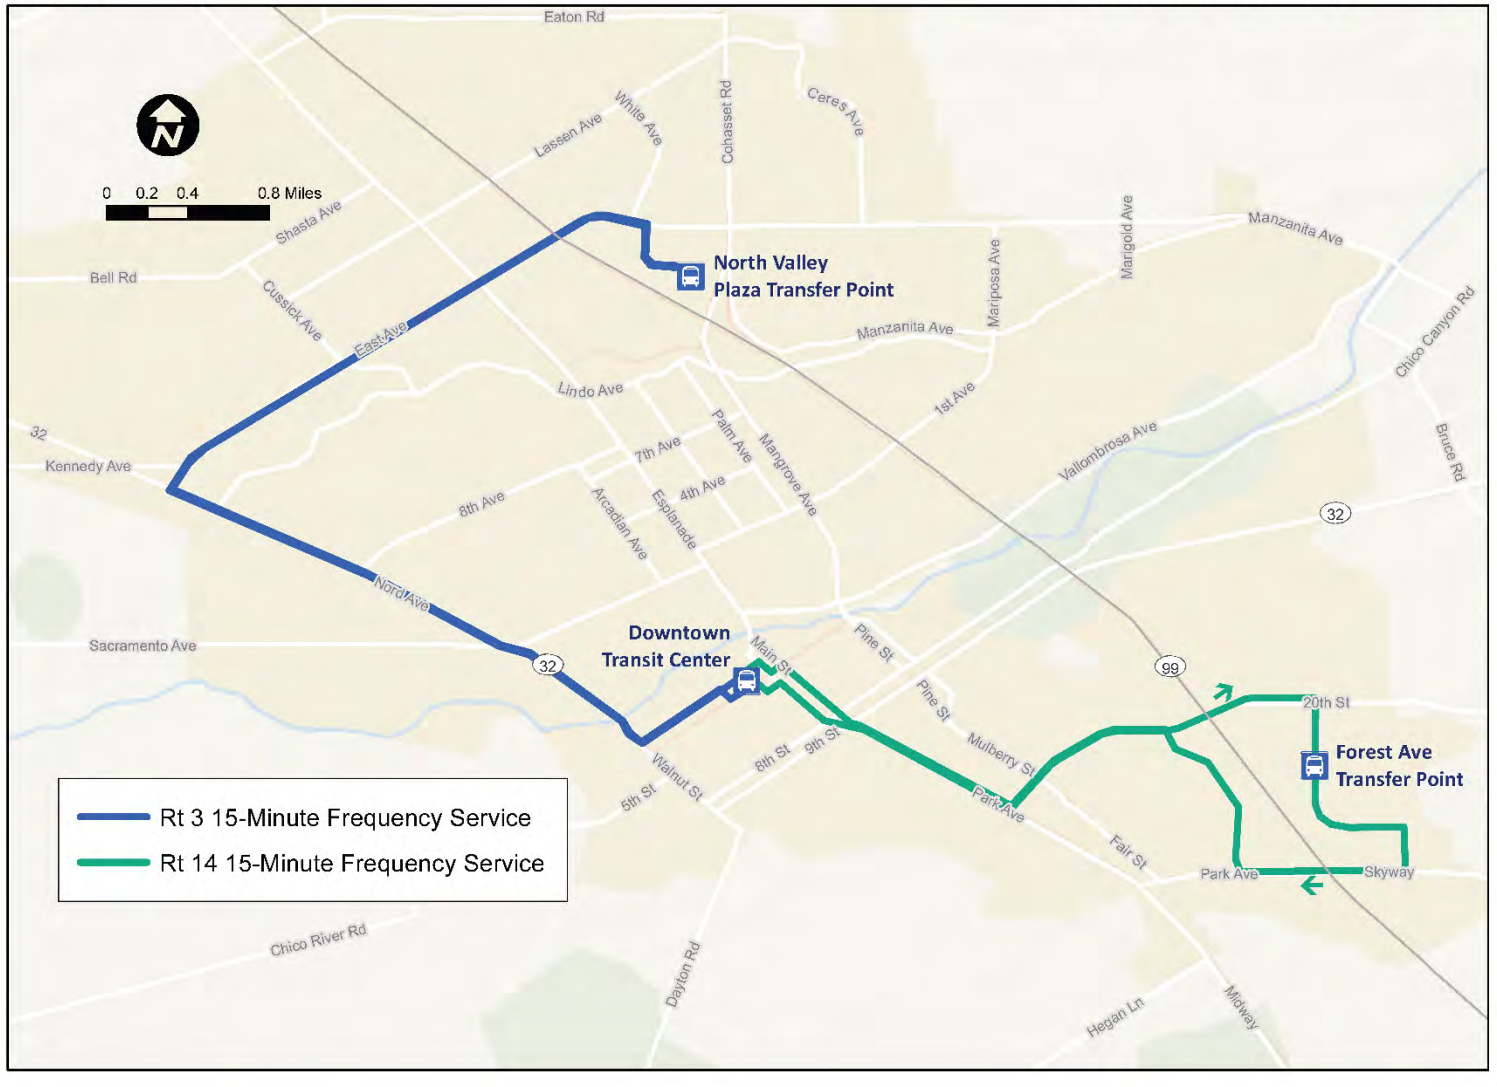 Eaton Rd
N
0 0.2 0.4 0.8 Miles
White Ave
Lassen Ave
Cohasset Rd
Ceres Ave
Shasta Ave
Bell Rd
Cussick Ave
East Ave
North Valley
Plaza Transfer Point
Manzanita Ave
Marigold Ave
Mariposa Ave
Manzanita Ave
Chico Canyon Rd
Lindo Ave
1st Ave
Palm Ave
Mangrove Ave
7th Ave
4th Ave
8th Ave
Arcadian Ave
Esplanade
Vallombrosa Ave
Bruce Rd
32
Kennedy Ave
32
Nord Ave
Sacramento Ave
32
Downtown
Transit Center
Main St
Pine St
Pine St
99
20th St
Mulberry St
Forest Ave
Transfer Point
Walnut St
5th St
8th St
9th St
Park Ave
Fair St
Park Ave
Skyway
Rt 3 15-Minute Frequency Service
Rt 14 15-Minute Frequency Service
Chico River Rd
Dayton Rd
Hegan Ln
Midway